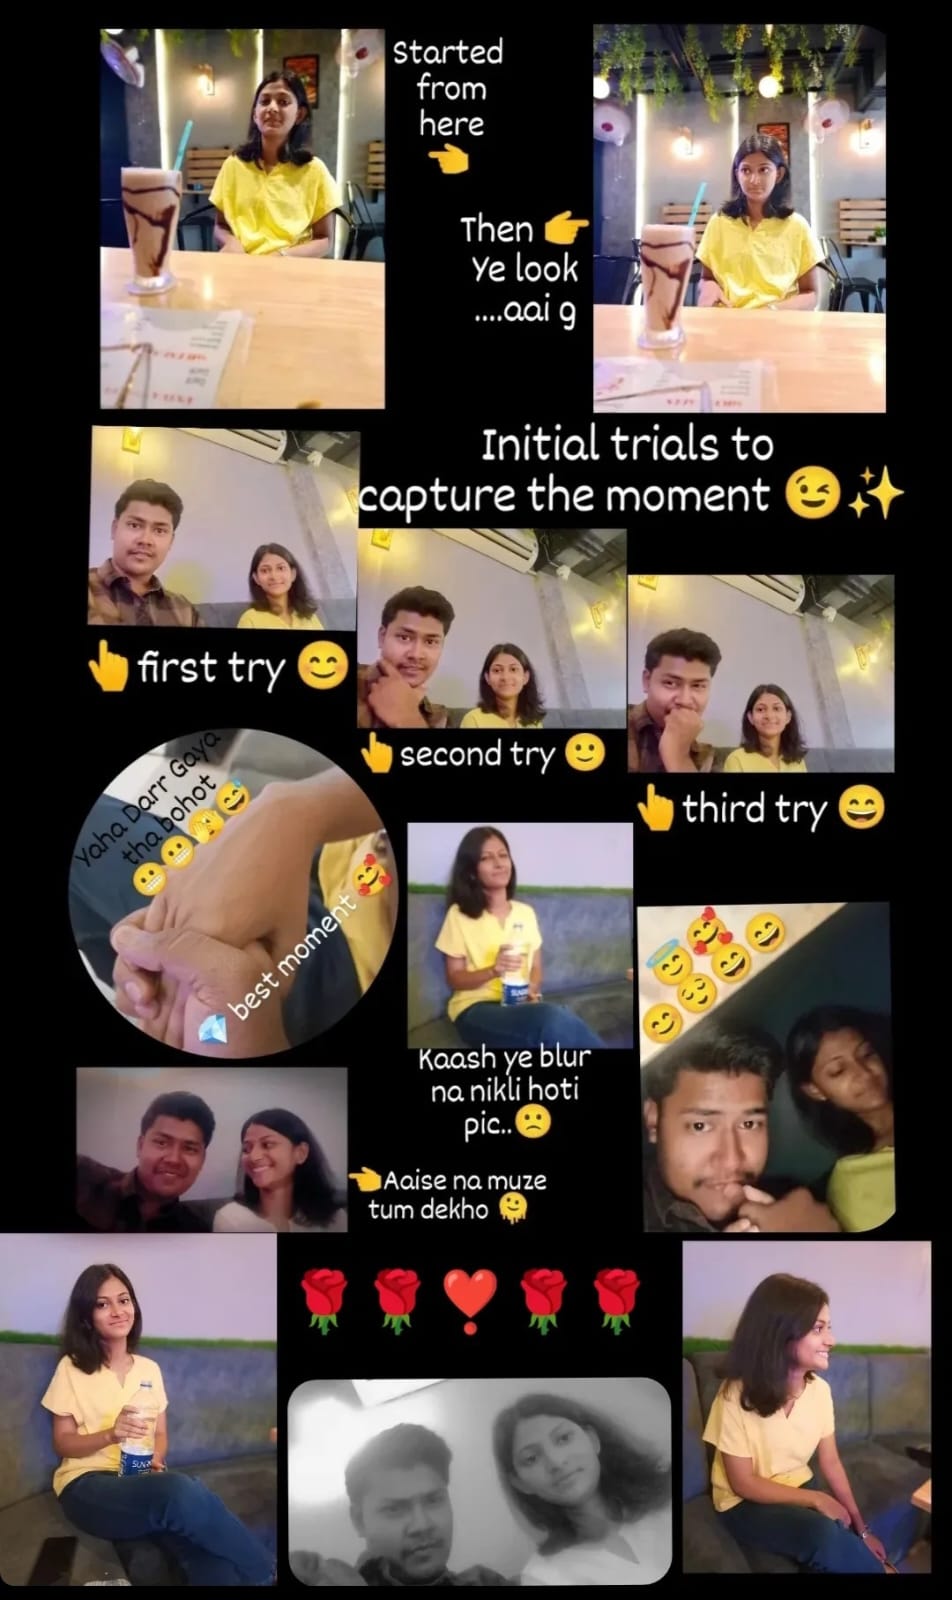 Started
from
here
👈
Then 👉
Ye look
....aai g
Initial trials to
capture the moment 😉✨
👆first try 😊
👆second try 🙂
👆third try 😄
Yaha Darr Gaya
tha bohot
😬😬🫣😅
💎 best moment 🥰
Kaash ye blur
na nikli hoti
pic..🙁
👈Aaise na muze
tum dekho 🫠
SUNR